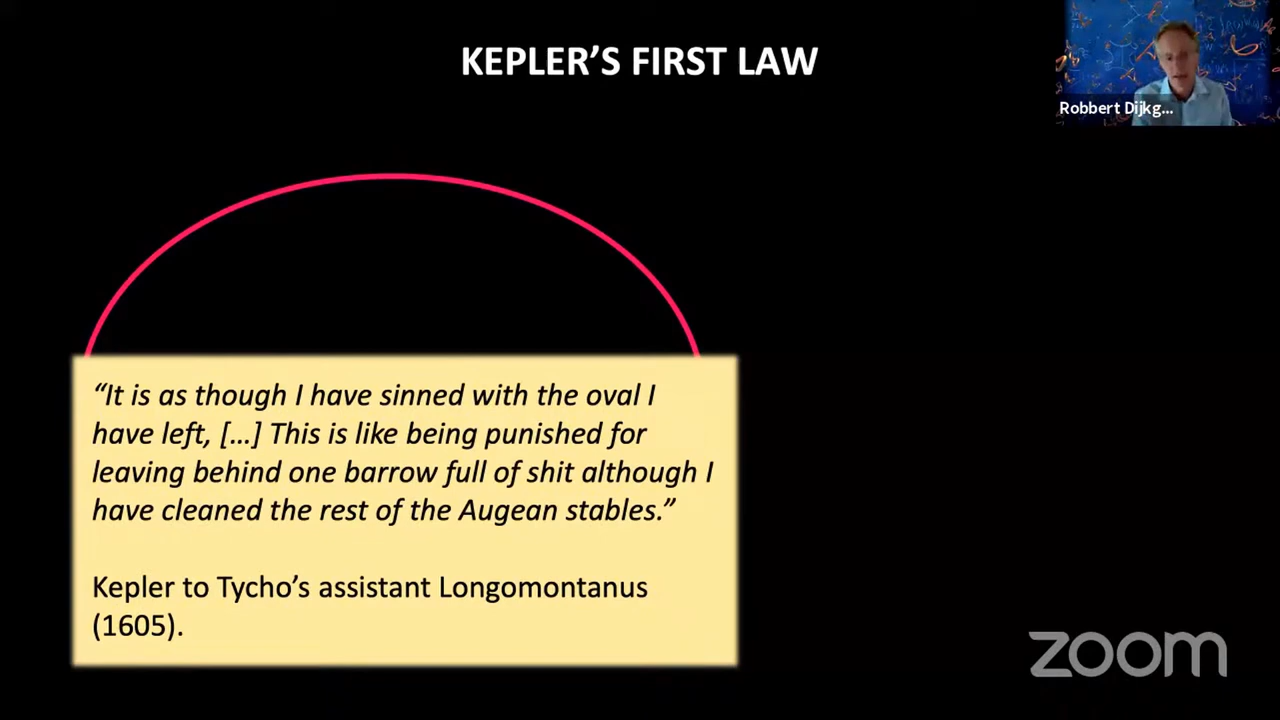 KEPLER’S FIRST LAW
Robbert Dijkg...
“It is as though I have sinned with the oval I
have left, [...] This is like being punished for
leaving behind one barrow full of shit although I
have cleaned the rest of the Augean stables.”
Kepler to Tycho’s assistant Longomontanus
(1605).
zoom